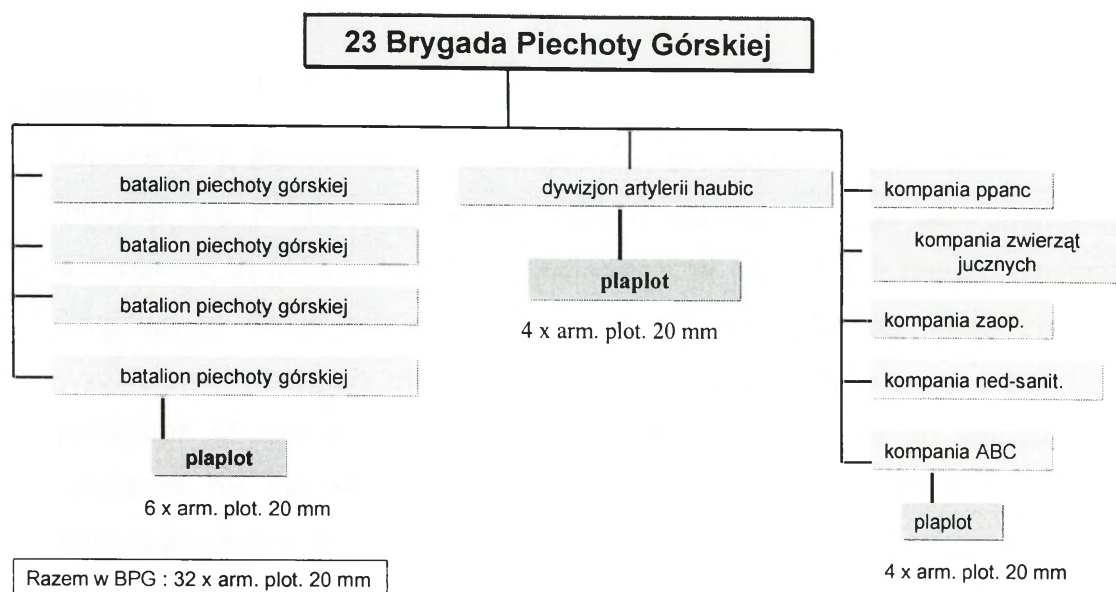 23 Brygada Piechoty Górskiej
batalion piechoty górskiej
batalion piechoty górskiej
batalion piechoty górskiej
batalion piechoty górskiej
plaplot
6 x arm. plot. 20 mm
Razem w BPG : 32 x arm. plot. 20 mm
dywizjon artylerii haubic
plaplot
4 x arm. plot. 20 mm
kompania ppanc
kompania zwierząt
jucznych
kompania zaop.
kompania ned-sanit.
kompania ABC
plaplot
4 x arm. plot. 20 mm